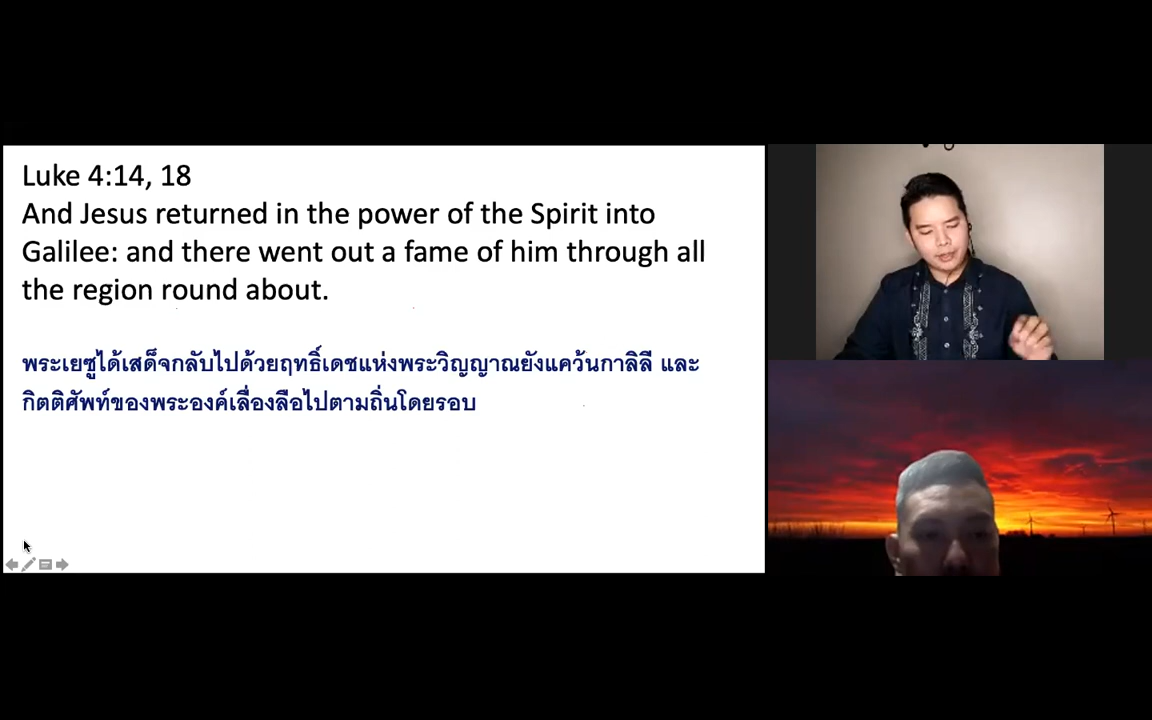 Luke 4:14, 18
And Jesus returned in the power of the Spirit into
Galilee: and there went out a fame of him through all
the region round about.
พระเยซูได้เสด็จกลับไปด้วยฤทธิ์เดชแห่งพระวิญญาณยังแคว้นกาลิลี และ
กิตติศัพท์ของพระองค์เลื่องลือไปตามถิ่นโดยรอบ